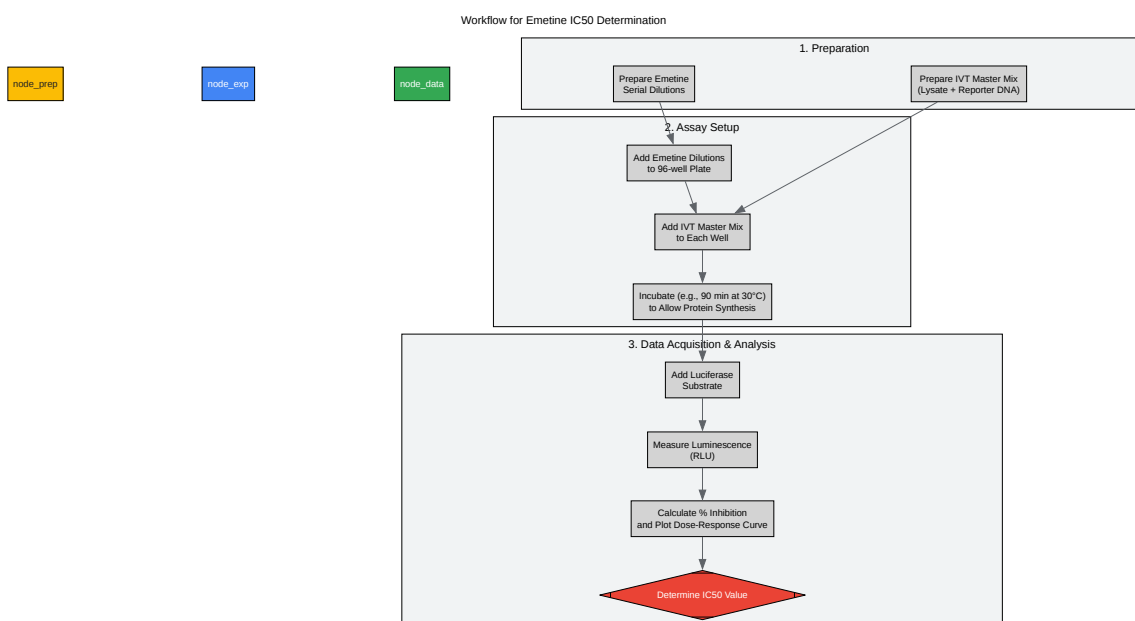 Workflow for Emetine IC50 Determination
1. Preparation
node_prep
node_exp
node_data
Prepare Emetine
Serial Dilutions
Prepare IVT Master Mix
(Lysate + Reporter DNA)
2. Assay Setup
Add Emetine Dilutions
to 96-well Plate
Add IVT Master Mix
to Each Well
Incubate (e.g., 90 min at 30°C)
to Allow Protein Synthesis
3. Data Acquisition & Analysis
Add Luciferase
Substrate
Measure Luminescence
(RLU)
Calculate % Inhibition
and Plot Dose-Response Curve
Determine IC50 Value